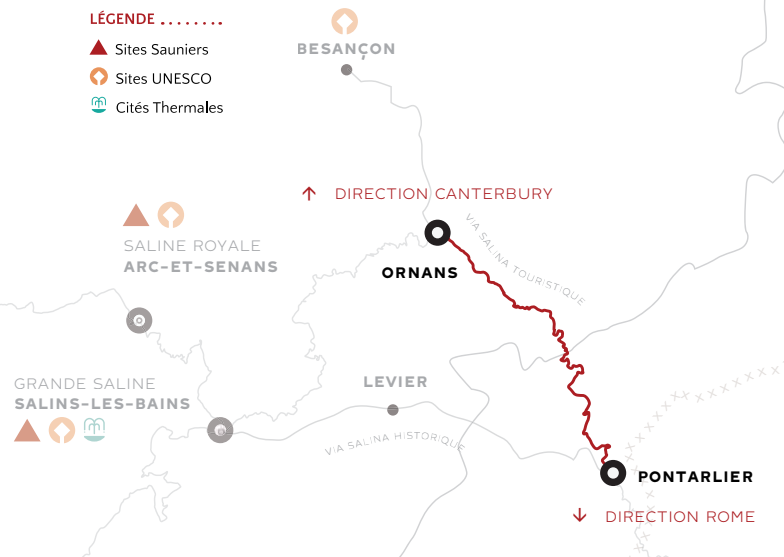 LÉGENDE ........
Sites Sauniers
Sites UNESCO
Cités Thermales
BESANÇON
↑ DIRECTION CANTERBURY
VIA SALINA TOURISTIQUE
SALINE ROYALE
ARC-ET-SENANS
ORNANS
GRANDE SALINE
SALINS-LES-BAINS
LEVIER
VIA SALINA HISTORIQUE
PONTARLIER
↓ DIRECTION ROME